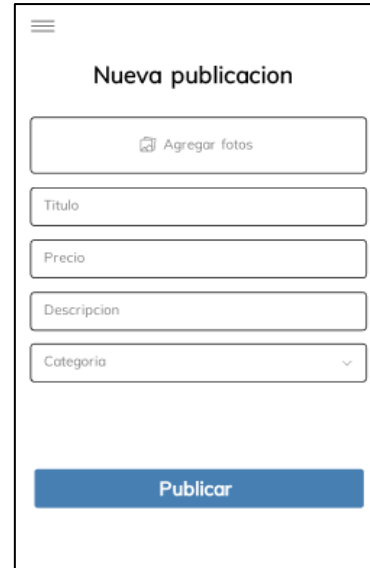 Nueva publicacion
Agregar fotos
Titulo
Precio
Descripcion
Categoria
Publicar